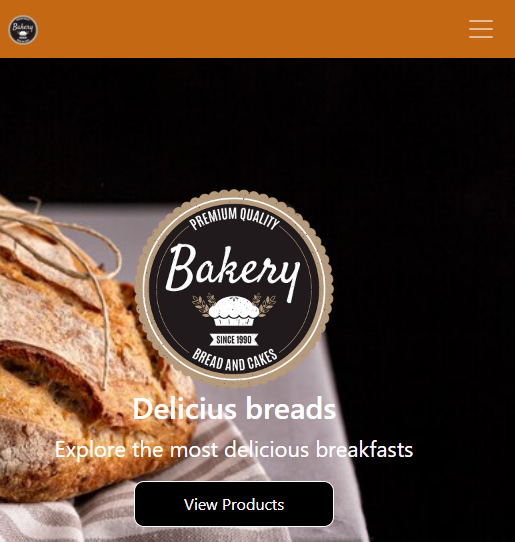 Bakery
PREMIUM QUALITY
Bakery
SINCE 1990
BREAD AND CAKES
Delicius breads
Explore the most delicious breakfasts
View Products